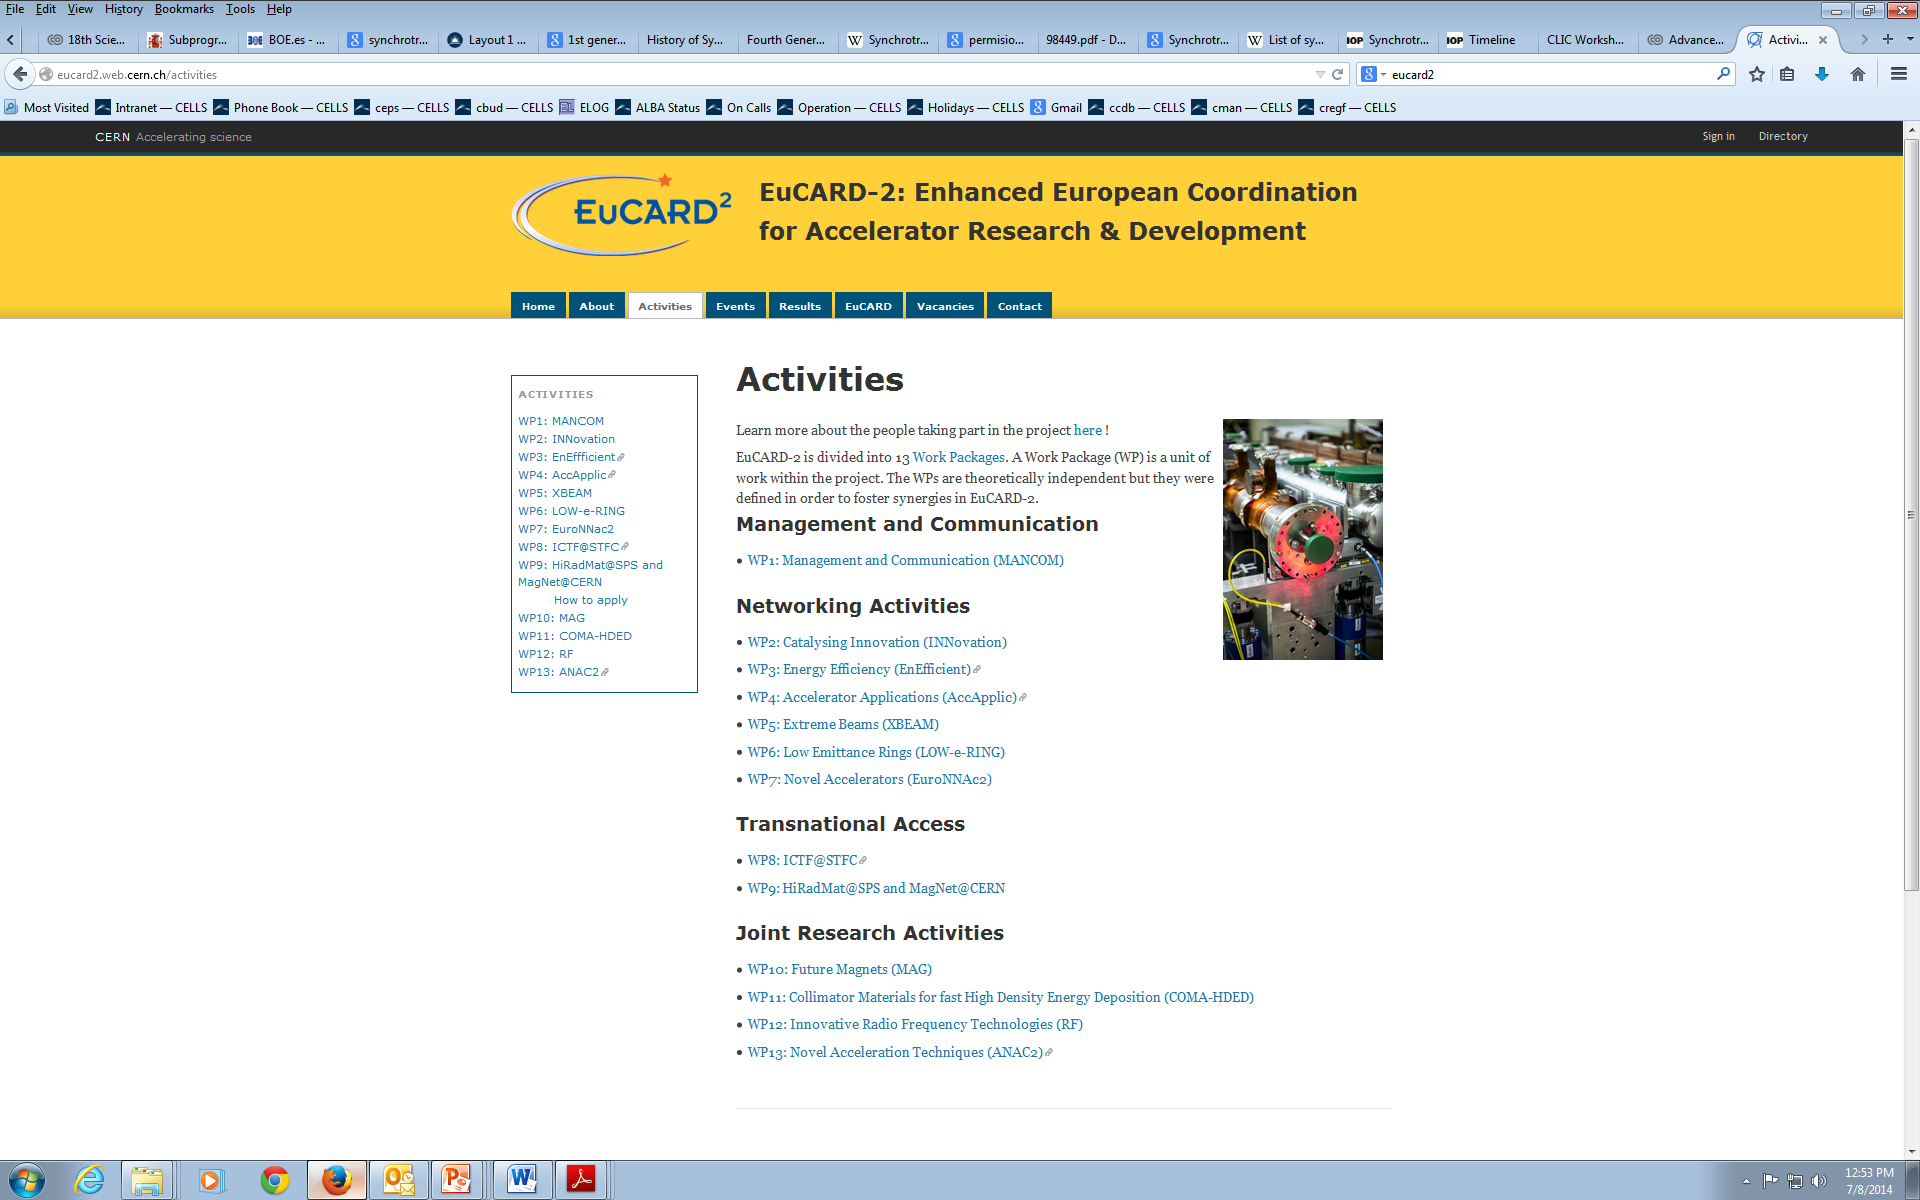 File Edit View History Bookmarks Tools Help
18th Scie... Subprogr... BOE.es - ... synchrotr... Layout 1 ... 1st gener... History of Sy... Fourth Gener... Synchrotr... permisio... 98449.pdf - D... Synchrotr... List of sy... Synchrotr... Timeline CLIC Worksh... Advance... Activi...
eucard2.web.cern.ch/activities eucard2
Most Visited Intranet — CELLS Phone Book — CELLS ceps — CELLS cbud — CELLS ELOG ALBA Status On Calls Operation — CELLS Holidays — CELLS Gmail ccdb — CELLS cman — CELLS cregf — CELLS
CERN Accelerating science Sign in Directory
EuCARD2
EuCARD-2: Enhanced European Coordination
for Accelerator Research & Development
Home About Activities Events Results EuCARD Vacancies Contact
ACTIVITIES
WP1: MANCOM
WP2: INNovation
WP3: EnEffficient
WP4: AccApplic
WP5: XBEAM
WP6: LOW-e-RING
WP7: EuroNNac2
WP8: ICTF@STFC
WP9: HiRadMat@SPS and
MagNet@CERN
How to apply
WP10: MAG
WP11: COMA-HDED
WP12: RF
WP13: ANAC2
Activities
Learn more about the people taking part in the project here !
EuCARD-2 is divided into 13 Work Packages. A Work Package (WP) is a unit of
work within the project. The WPs are theoretically independent but they were
defined in order to foster synergies in EuCARD-2.
Management and Communication
• WP1: Management and Communication (MANCOM)
Networking Activities
• WP2: Catalysing Innovation (INNovation)
• WP3: Energy Efficiency (EnEfficient)
• WP4: Accelerator Applications (AccApplic)
• WP5: Extreme Beams (XBEAM)
• WP6: Low Emittance Rings (LOW-e-RING)
• WP7: Novel Accelerators (EuroNNAc2)
Transnational Access
• WP8: ICTF@STFC
• WP9: HiRadMat@SPS and MagNet@CERN
Joint Research Activities
• WP10: Future Magnets (MAG)
• WP11: Collimator Materials for fast High Density Energy Deposition (COMA-HDED)
• WP12: Innovative Radio Frequency Technologies (RF)
• WP13: Novel Acceleration Techniques (ANAC2)
12:53 PM
7/8/2014